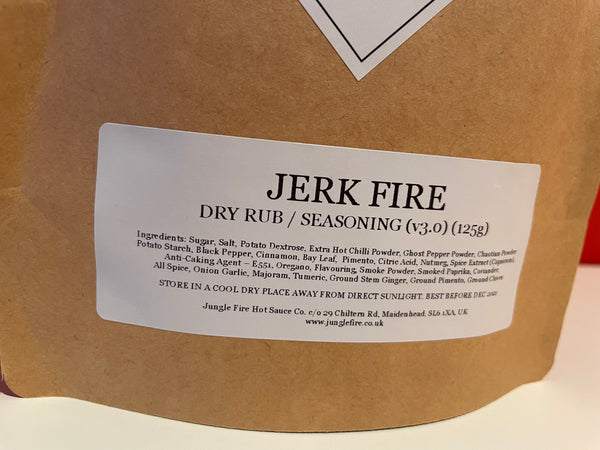 JERK FIRE
DRY RUB / SEASONING (v3.0) (125g)
Ingredients: Sugar, Salt, Potato Dextrose, Extra Hot Chilli Powder, Ghost Pepper Powder, Chaotian Powder
Potato Starch, Black Pepper, Cinnamon, Bay Leaf, Pimento, Citric Acid, Nutmeg, Spice Extract (Capsicum),
Anti-Caking Agent – E551, Oregano, Flavouring, Smoke Powder, Smoked Paprika, Coriander,
All Spice, Onion Garlic, Majoram, Tumeric, Ground Stem Ginger, Ground Pimento, Ground Cloves
STORE IN A COOL DRY PLACE AWAY FROM DIRECT SUNLIGHT. BEST BEFORE DEC 2021
Jungle Fire Hot Sauce Co. c/o 29 Chiltern Rd, Maidenhead. SL6 1XA, UK
www.junglefire.co.uk